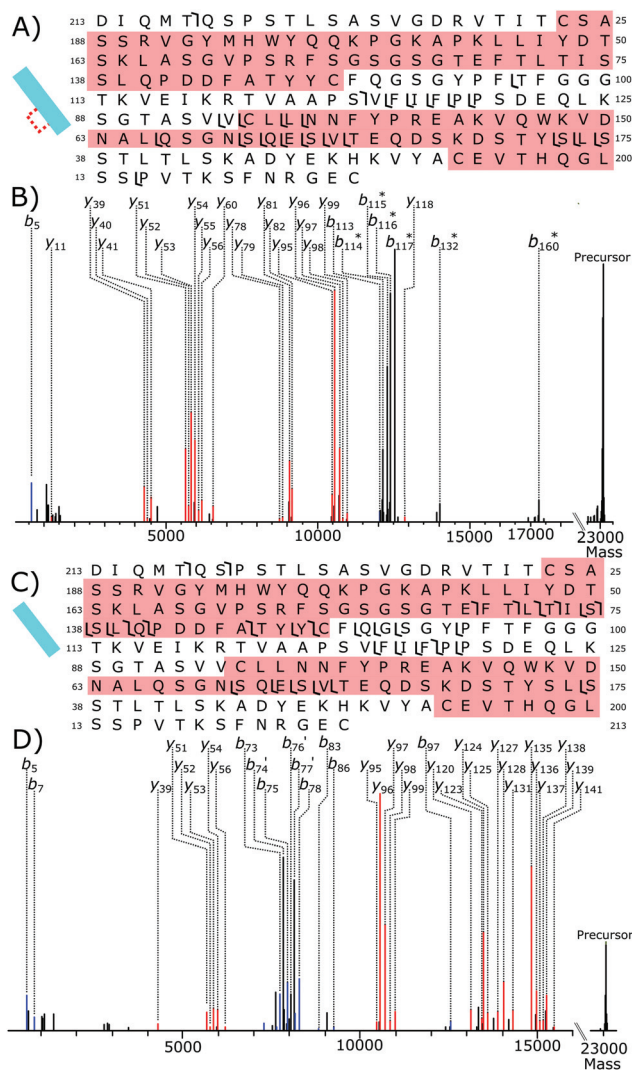 A)
213 D I Q M T Q S P S T L S A S V G D R V T I T C S A 25
188 S S R V G Y M H W Y Q Q K P G K A P K L L I Y D T 50
163 S K L A S G V P S R F S G S G S G T E F T L T I S 75
138 S L Q P D D F A T Y Y C F Q G S G Y P F T F G G G 100
113 T K V E I K R T V A A P S V F I F P P S D E Q L K 125
88 S G T A S V V C L L N N F Y P R E A K V Q W K V D 150
63 N A L Q S G N S Q E S V T E Q D S K D S T Y S L S 175
38 S T L T L S K A D Y E K H K V Y A C E V T H Q G L 200
13 S S P V T K S F N R G E C
B)
y39 y51 y54 y60 y81 y96 y99 b115* y118
b5 y40 y52 y55 y78 y82 y97 b113 b116*
y11 y41 y53 y56 y79 y95 y98 b114* b117* b132* b160*
Precursor
5000 10000 15000 17000 23000
Mass
C)
213 D I Q M T Q S P S T L S A S V G D R V T I T C S A 25
188 S S R V G Y M H W Y Q Q K P G K A P K L L I Y D T 50
163 S K L A S G V P S R F S G S G S G T E F T L T I S 75
138 S L Q P D D F A T Y Y C F Q G S G Y P F T F G G G 100
113 T K V E I K R T V A A P S V F I F P P S D E Q L K 125
88 S G T A S V V C L L N N F Y P R E A K V Q W K V D 150
63 N A L Q S G N S Q E S V T E Q D S K D S T Y S L S 175
38 S T L T L S K A D Y E K H K V Y A C E V T H Q G L 200
13 S S P V T K S F N R G E C 213
D)
y51 y54 b73 b76' b83 y97 b97 y124 y127 y135 y138
b5 y52 y56 b74' b77' b86 y95 y98 y120 y125 y128 y136 y139
b7 y39 y53 b75 b78 y96 y99 y123 y131 y137 y141
Precursor
5000 10000 15000 23000
Mass